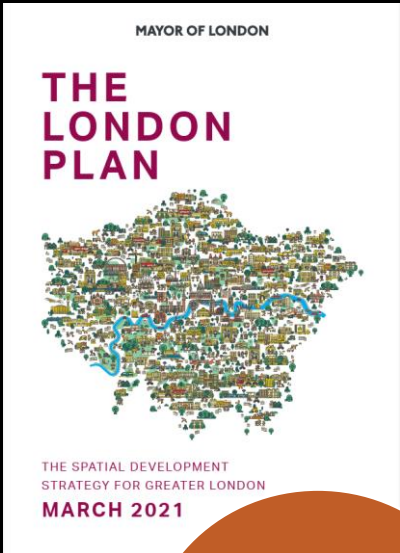 MAYOR OF LONDON
THE
LONDON
PLAN
THE SPATIAL DEVELOPMENT
STRATEGY FOR GREATER LONDON
MARCH 2021